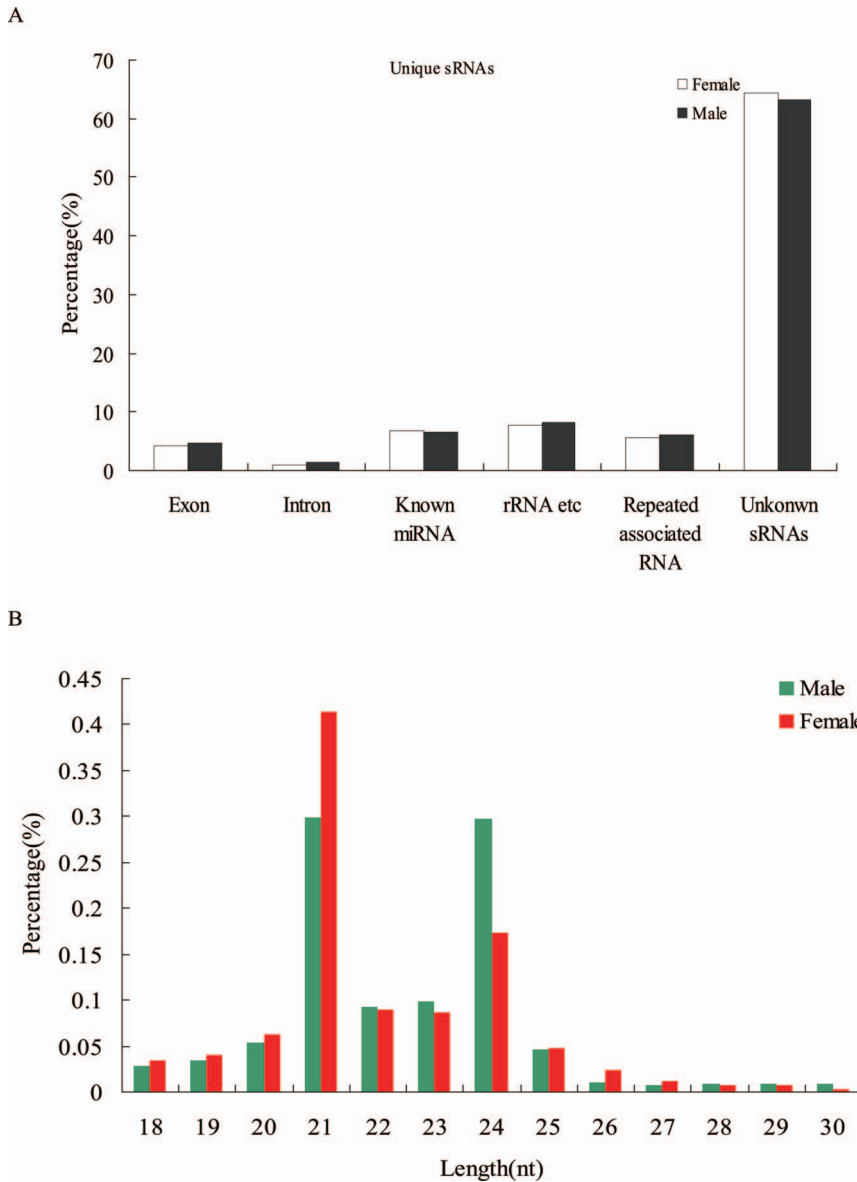 A
Unique sRNAs
Female
Male
Percentage(%)
70
60
50
40
30
20
10
0
Exon
Intron
Known
miRNA
rRNA etc
Repeated
associated
RNA
Unkonwn
sRNAs
B
Male
Female
Percentage(%)
0.45
0.4
0.35
0.3
0.25
0.2
0.15
0.1
0.05
0
18 19 20 21 22 23 24 25 26 27 28 29 30
Length(nt)